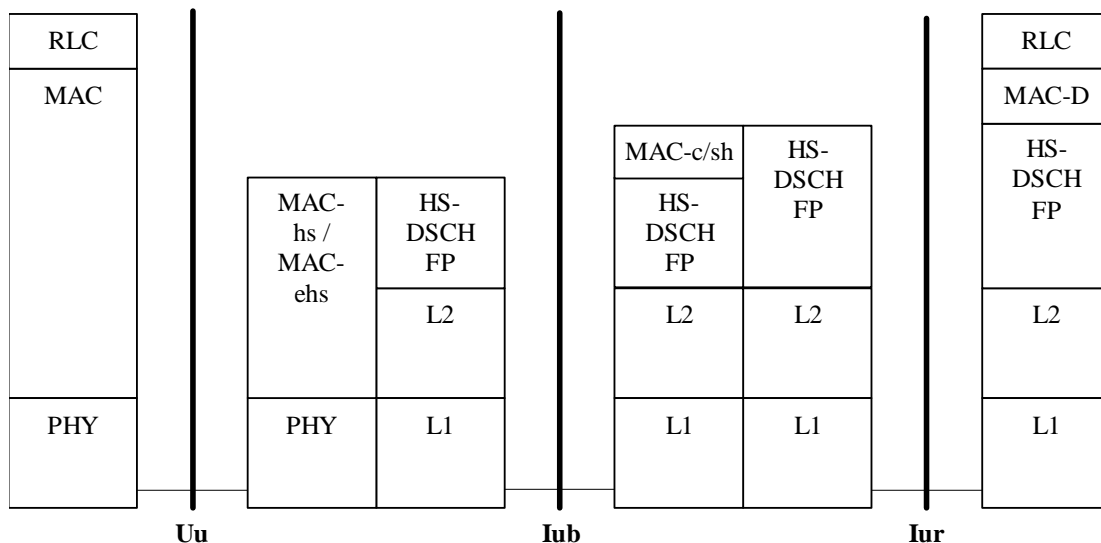 RLC
MAC
PHY
MAC-
hs /
MAC-
ehs
PHY
HS-
DSCH
FP
L2
L1
MAC-c/sh
HS-
DSCH
FP
L2
L1
HS-
DSCH
FP
L2
L1
RLC
MAC-D
HS-
DSCH
FP
L2
L1
Uu
Iub
Iur